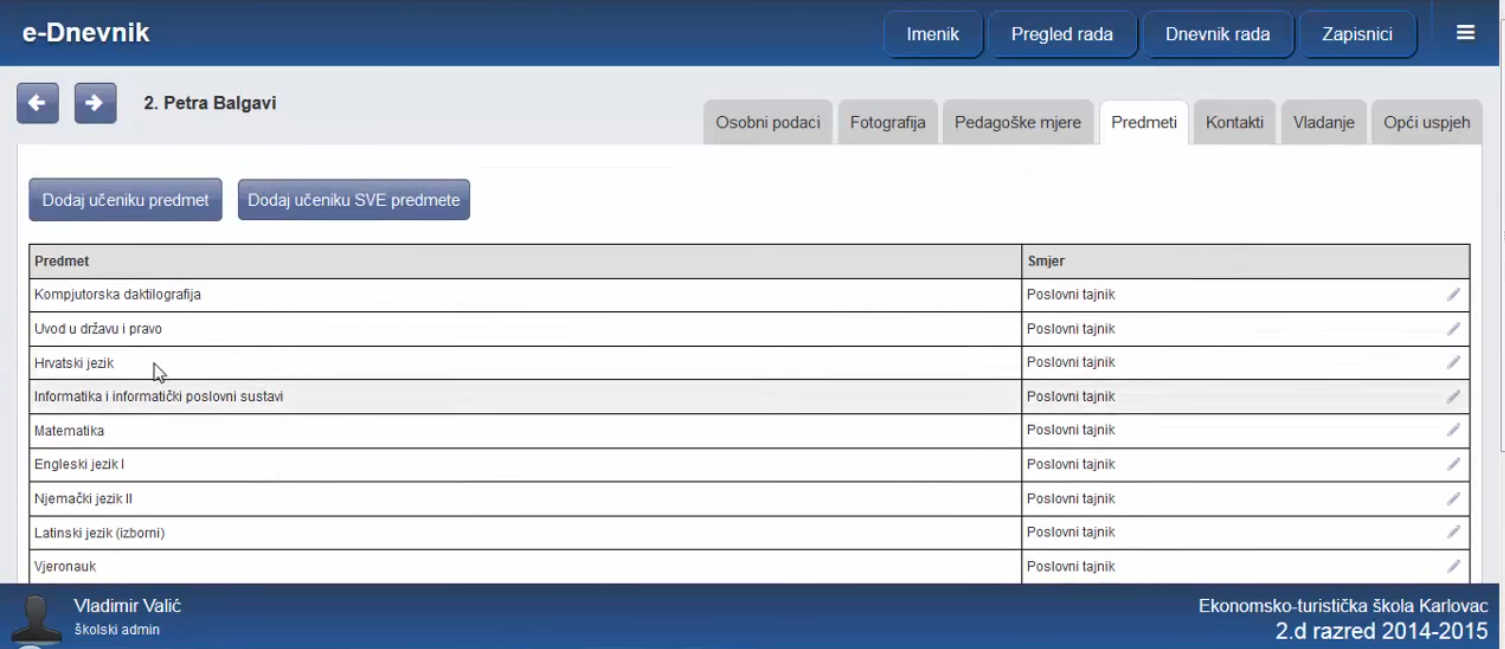 e-Dnevnik
Imenik
Pregled rada
Dnevnik rada
Zapisnici
2. Petra Balgavi
Osobni podaci
Fotografija
Pedagoške mjere
Predmeti
Kontakti
Vladanje
Opći uspjeh
Dodaj učeniku predmet
Dodaj učeniku SVE predmete
Predmet Smjer
Kompjutorska daktilografija Poslovni tajnik
Uvod u državu i pravo Poslovni tajnik
Hrvatski jezik Poslovni tajnik
Informatika i informatički poslovni sustavi Poslovni tajnik
Matematika Poslovni tajnik
Engleski jezik I Poslovni tajnik
Njemački jezik II Poslovni tajnik
Latinski jezik (izborni) Poslovni tajnik
Vjeronauk Poslovni tajnik
Vladimir Valić
školski admin
Ekonomsko-turistička škola Karlovac
2.d razred 2014-2015